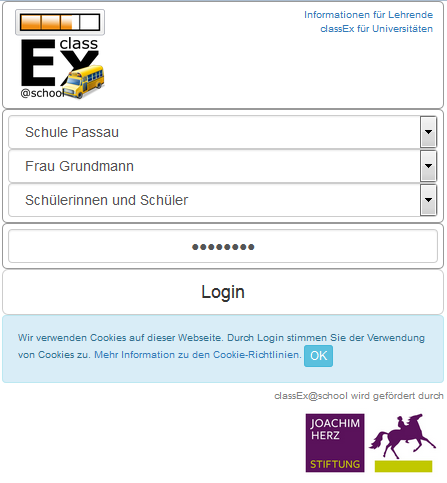 Informationen für Lehrende
classEx für Universitäten
class
Ex
@school
Schule Passau
Frau Grundmann
Schülerinnen und Schüler
••••••••
Login
Wir verwenden Cookies auf dieser Webseite. Durch Login stimmen Sie der Verwendung
von Cookies zu. Mehr Information zu den Cookie-Richtlinien. OK
classEx@school wird gefördert durch
JOACHIM
HERZ
STIFTUNG